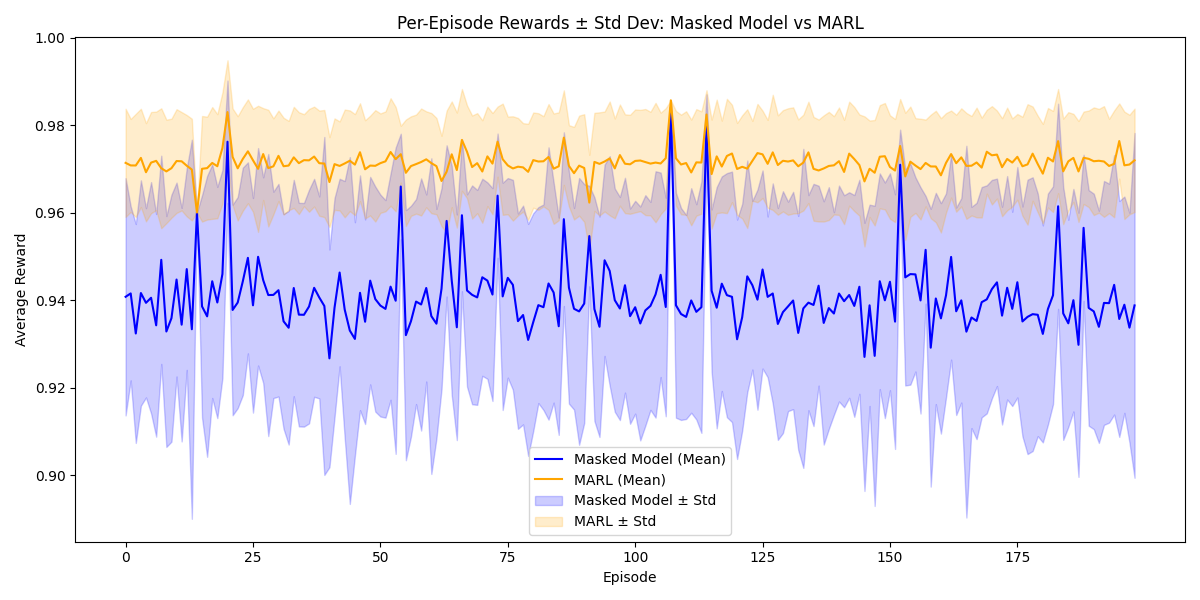 Per-Episode Rewards ± Std Dev: Masked Model vs MARL
1.00
0.98
0.96
0.94
0.92
0.90
Average Reward
Masked Model (Mean)
MARL (Mean)
Masked Model ± Std
MARL ± Std
0 25 50 75 100 125 150 175
Episode